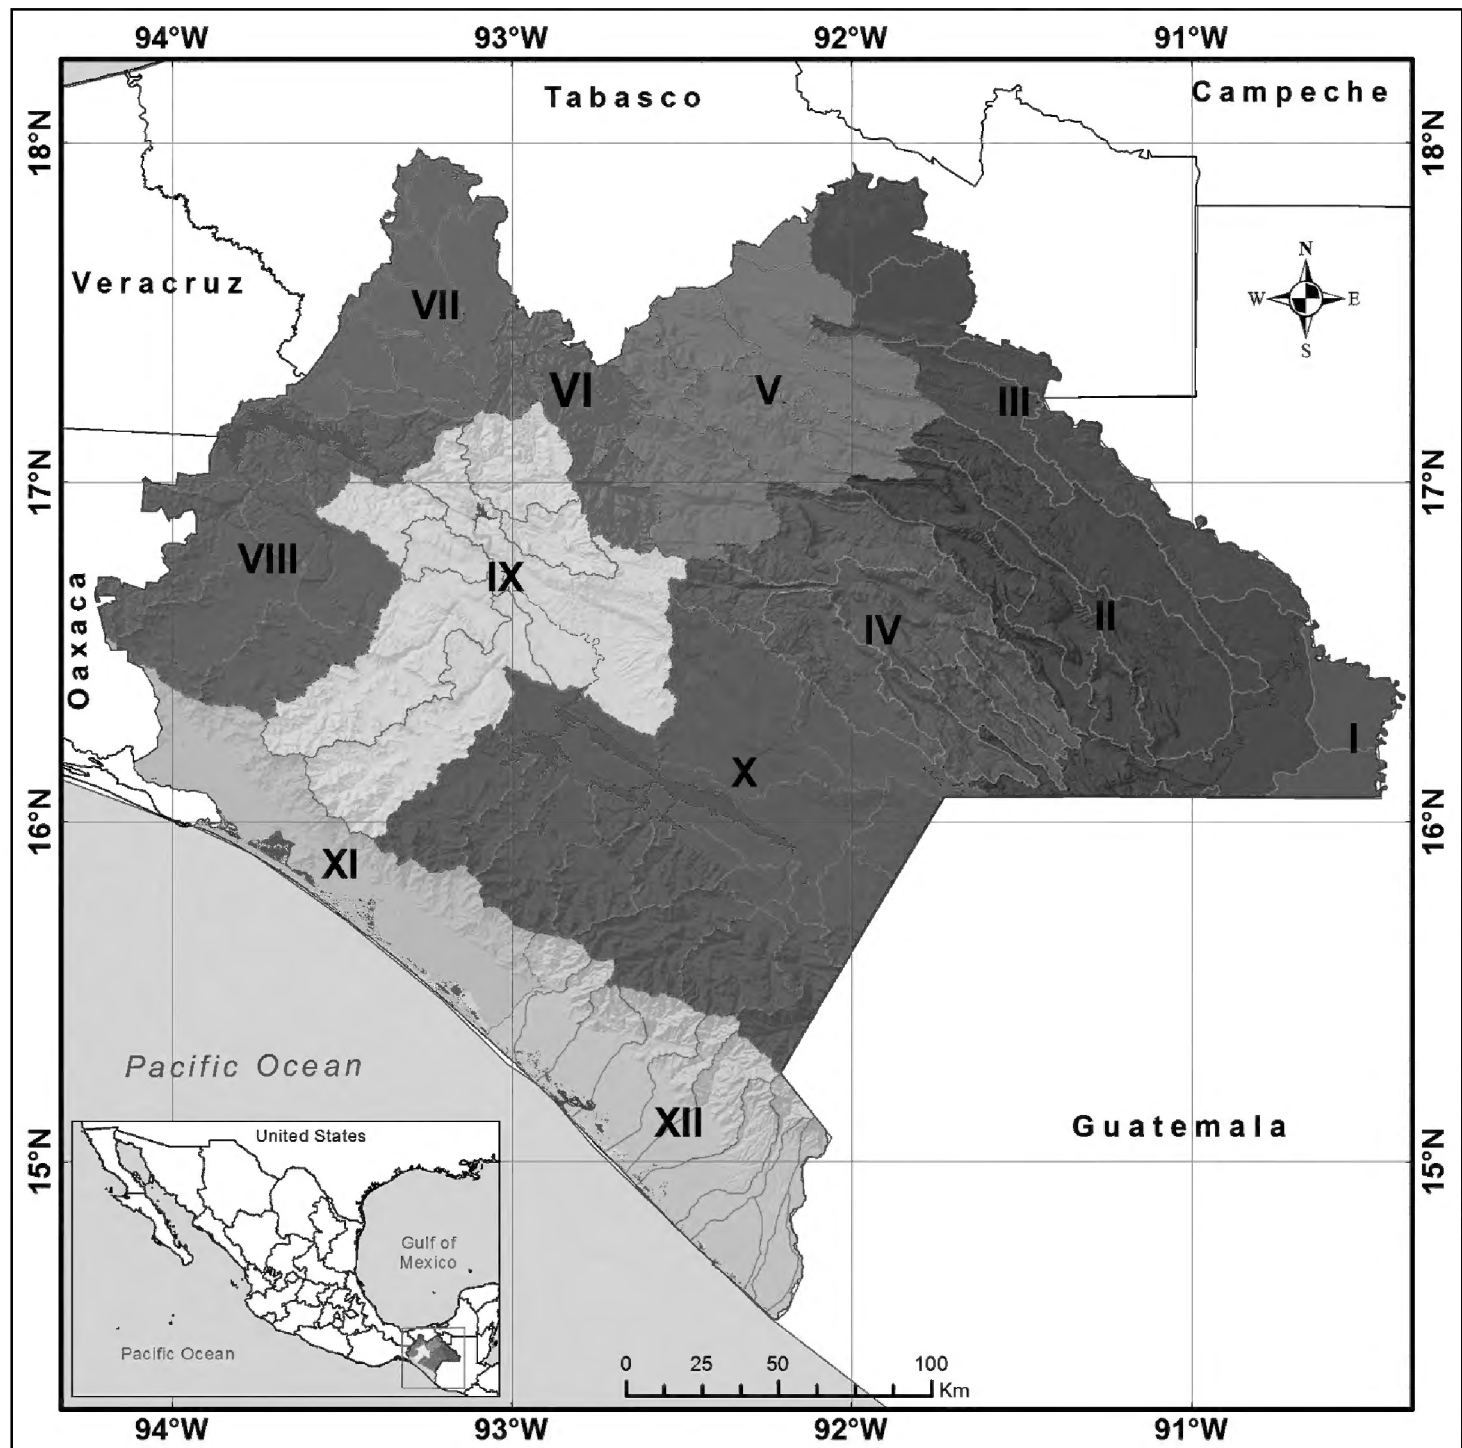 94°W 93°W 92°W 91°W
Tabasco
Campeche
18°N
18°N
Veracruz
N
W E
S
VII
VI
V
III
17°N
17°N
VIII
IX
IV
II
Oaxaca
I
X
16°N
16°N
XI
Pacific Ocean
XII
Guatemala
15°N
15°N
United States
Gulf of
Mexico
Pacific Ocean
0 25 50 100
Km
94°W 93°W 92°W 91°W